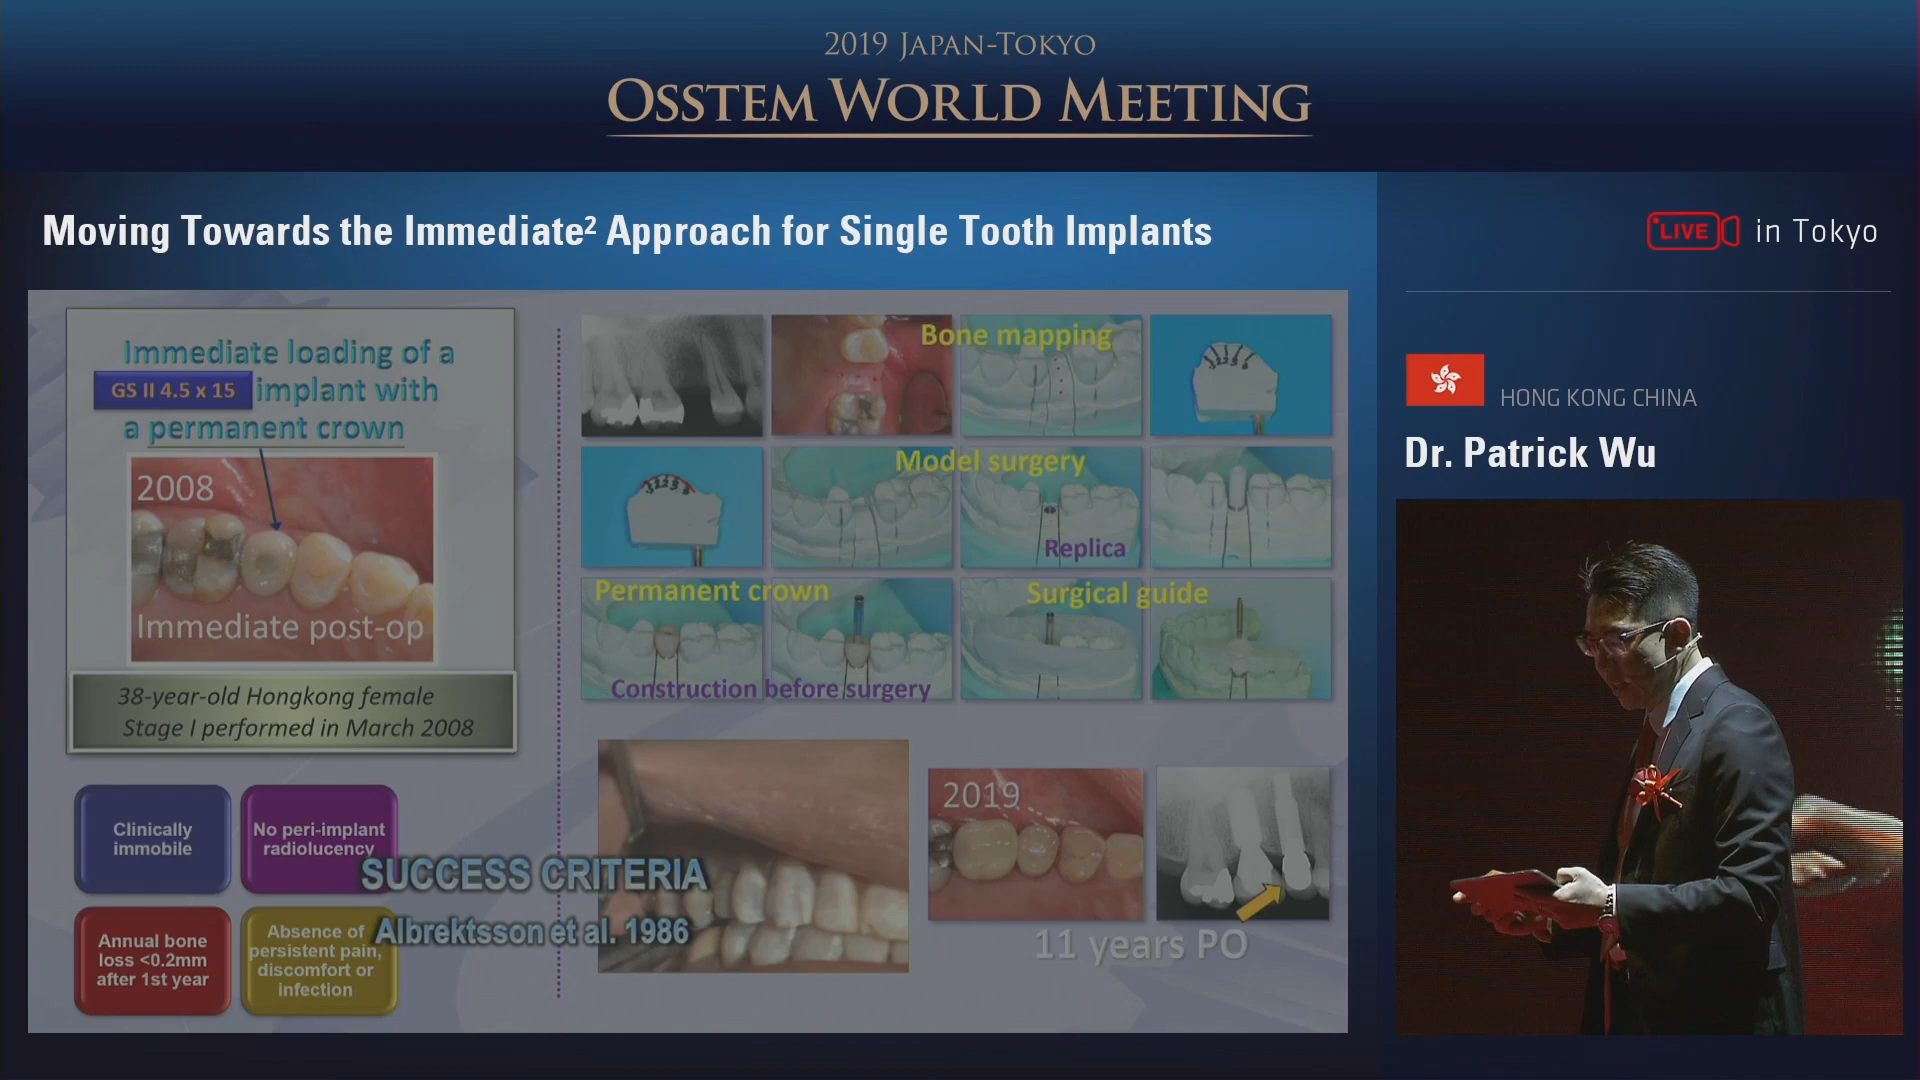 2019 JAPAN-TOKYO
OSSTEM WORLD MEETING
Moving Towards the Immediate² Approach for Single Tooth Implants
LIVE in Tokyo
HONG KONG CHINA
Dr. Patrick Wu
Immediate loading of a
GS II 4.5 x 15 implant with
a permanent crown
2008
Immediate post-op
38-year-old Hongkong female
Stage I performed in March 2008
Clinically
immobile
No peri-implant
radiolucency
Annual bone
loss <0.2mm
after 1st year
Absence of
persistent pain,
discomfort or
infection
SUCCESS CRITERIA
Albrektsson et al. 1986
Bone mapping
Model surgery
Replica
Permanent crown
Surgical guide
Construction before surgery
2019
11 years PO